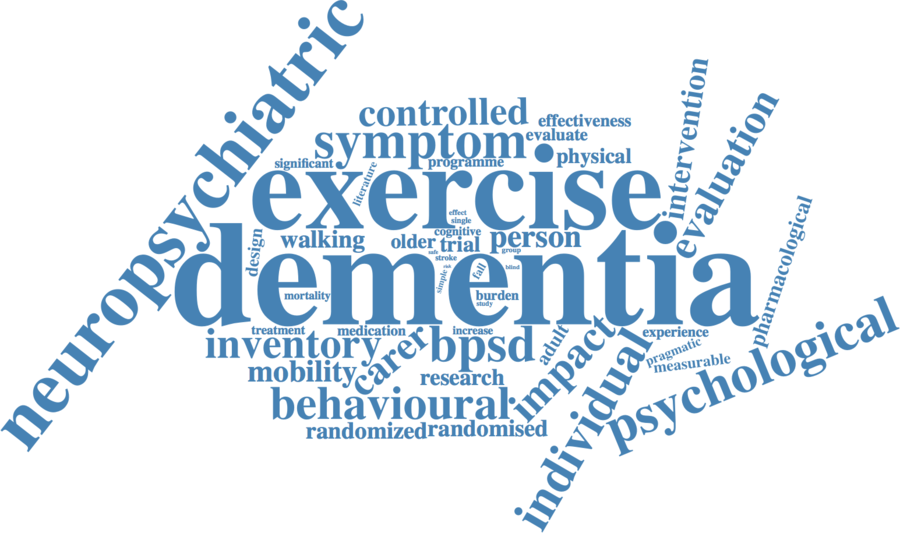 neuropsychiatric
controlled
effectiveness
symptom
evaluate
significant
literature
programme
physical
intervention
evaluation
exercise
effect
single
cognitive
design
walking
older
trial
person
safe
group
stroke
dementia
simple
risk
fall
blind
mortality
burden
study
pharmacological
treatment
medication
increase
experience
inventory
carer
bpsd
adult
impact
pragmatic
measurable
mobility
research
individual
psychological
behavioural
randomized
randomised